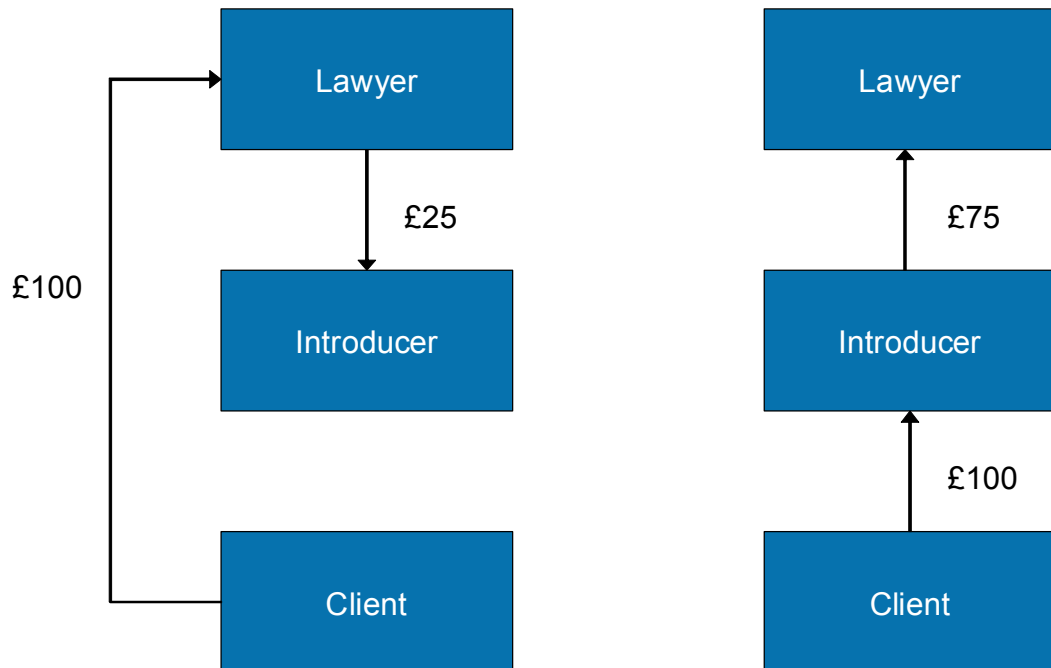 Lawyer
£25
£100
Introducer
Client
Lawyer
£75
Introducer
£100
Client